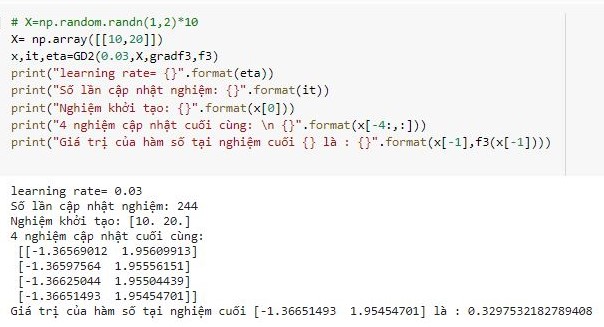 # X=np.random.randn(1,2)*10
X= np.array([[10,20]])
x,it,eta=GD2(0.03,X,gradf3,f3)
print("learning rate= {}".format(eta))
print("Số lần cập nhật nghiệm: {}".format(it))
print("Nghiệm khởi tạo: {}".format(x[0]))
print("4 nghiệm cập nhật cuối cùng: \n {}".format(x[-4:,:]))
print("Giá trị của hàm số tại nghiệm cuối {} là : {}".format(x[-1],f3(x[-1])))
learning rate= 0.03
Số lần cập nhật nghiệm: 244
Nghiệm khởi tạo: [10. 20.]
4 nghiệm cập nhật cuối cùng:
[[-1.36569012 1.95609913]
[-1.36597564 1.95556151]
[-1.36625044 1.95504439]
[-1.36651493 1.95454701]]
Giá trị của hàm số tại nghiệm cuối [-1.36651493 1.95454701] là : 0.3297532182789408